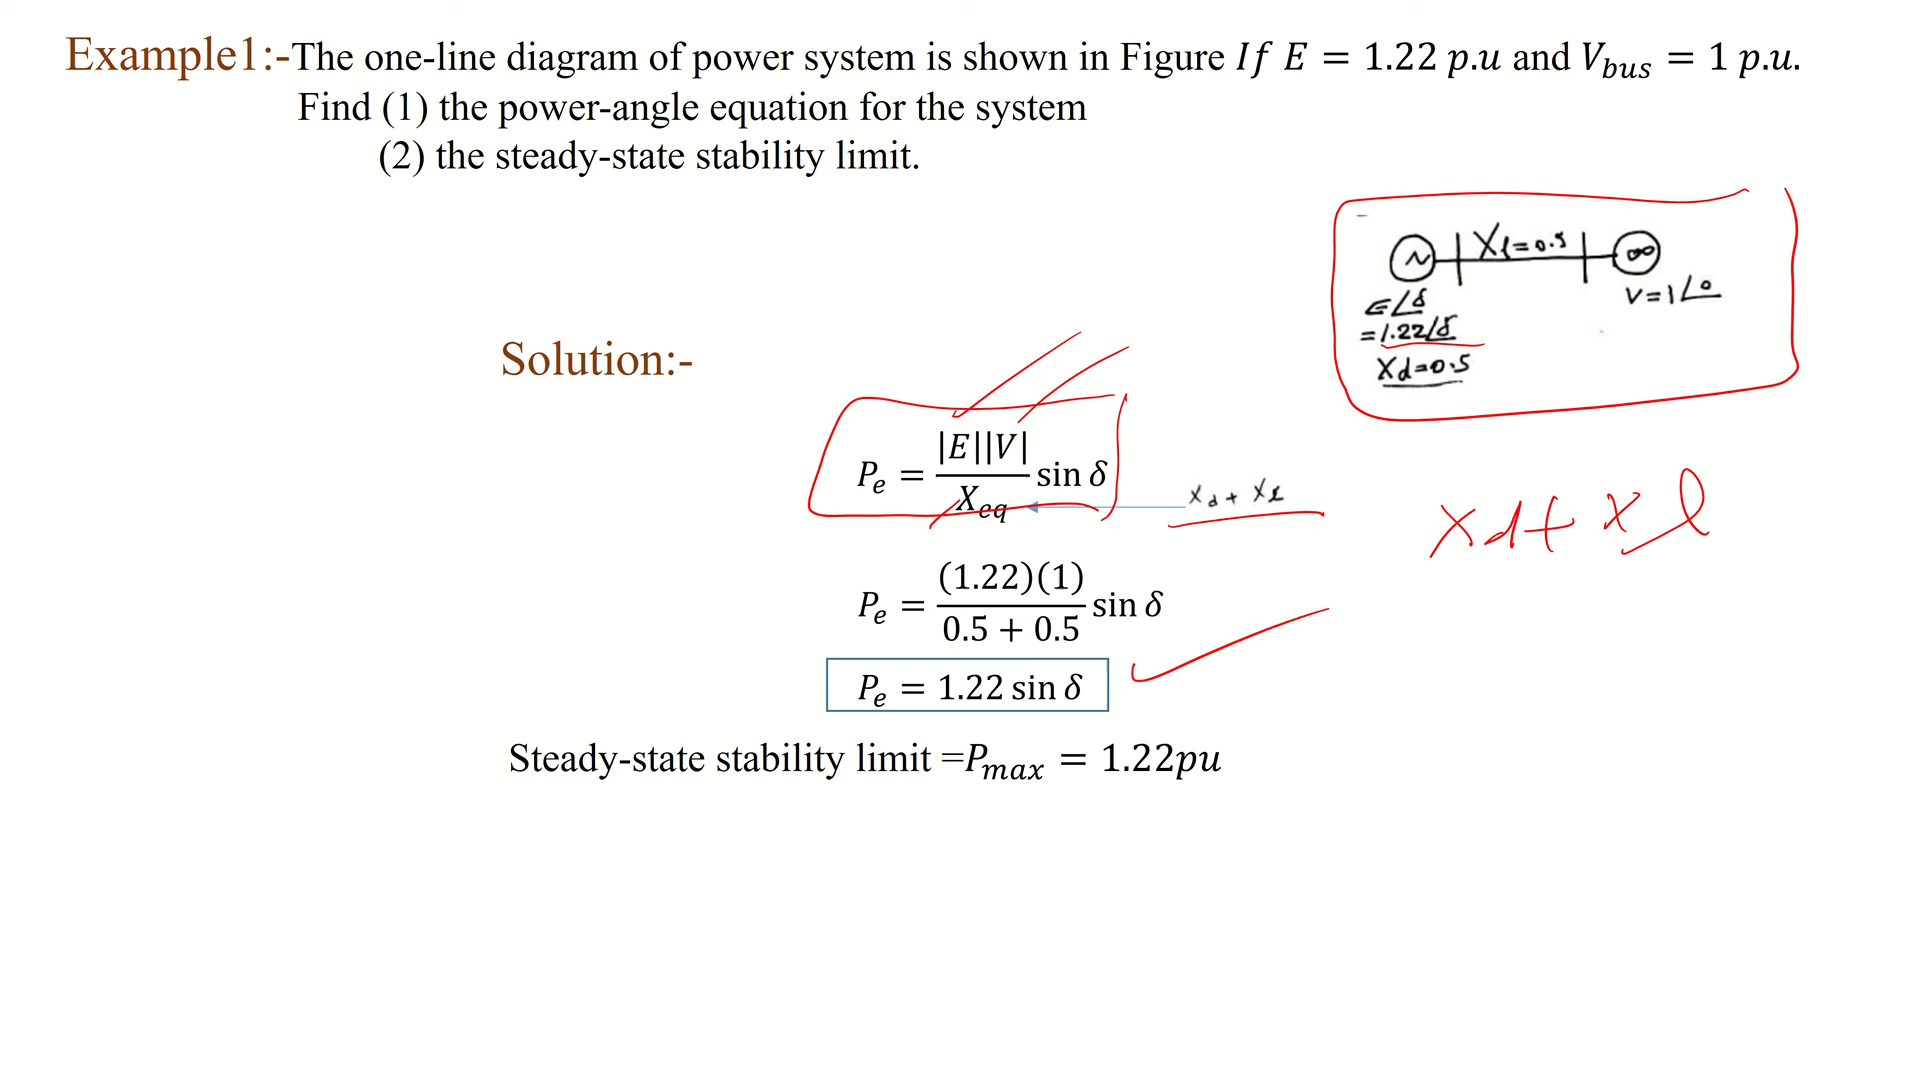 Example1:-The one-line diagram of power system is shown in Figure If E = 1.22 p.u and V_bus = 1 p.u.
Find (1) the power-angle equation for the system
(2) the steady-state stability limit.
X_l=0.5
E∠δ
=1.22∠δ
V=1∠0
Xd=0.5
Solution:-
P_e = |E||V| / X_eq sin δ
X_d + X_l
Xd+Xl
P_e = (1.22)(1) / 0.5 + 0.5 sin δ
P_e = 1.22 sin δ
Steady-state stability limit =P_max = 1.22pu